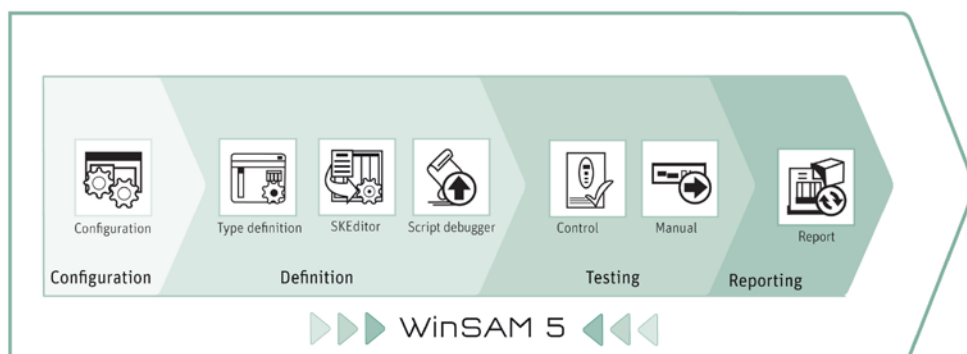 Configuration
Type definition
SKEditor
Script debugger
Control
Manual
Report
Configuration
Definition
Testing
Reporting
WinSAM 5